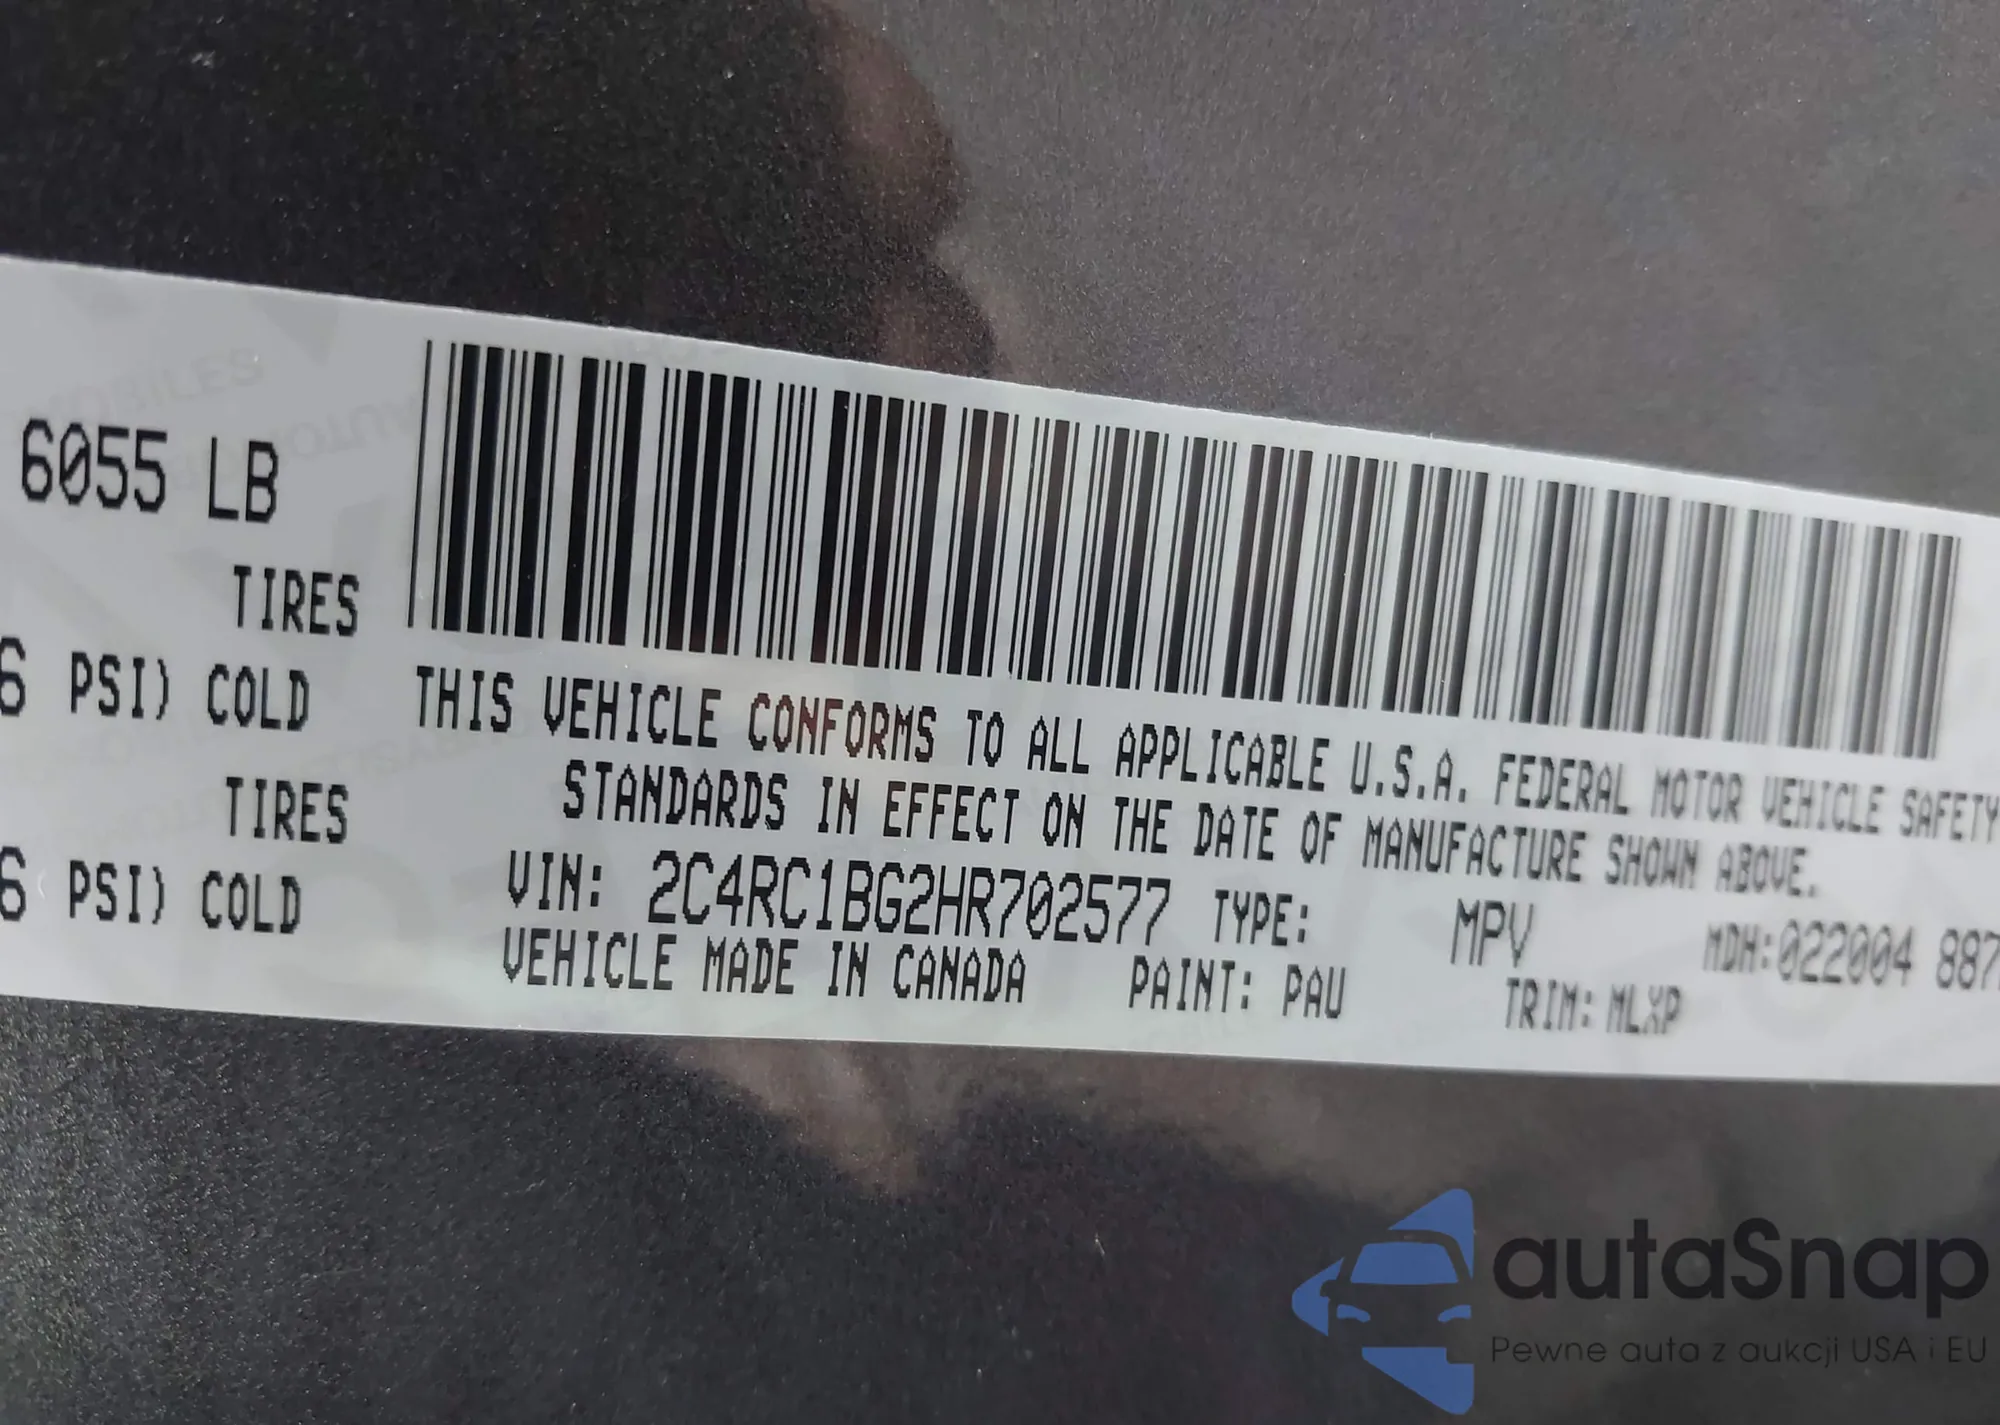 6055 LB
TIRES
6 PSI) COLD
TIRES
6 PSI) COLD
THIS VEHICLE CONFORMS TO ALL APPLICABLE U.S.A. FEDERAL MOTOR VEHICLE SAFETY
STANDARDS IN EFFECT ON THE DATE OF MANUFACTURE SHOWN ABOVE.
VIN: 2C4RC1BG2HR702577 TYPE: MPV MDH:022004 887
VEHICLE MADE IN CANADA PAINT: PAU TRIM: MLXP
autaSnap
Pewne auta z aukcji USA i EU